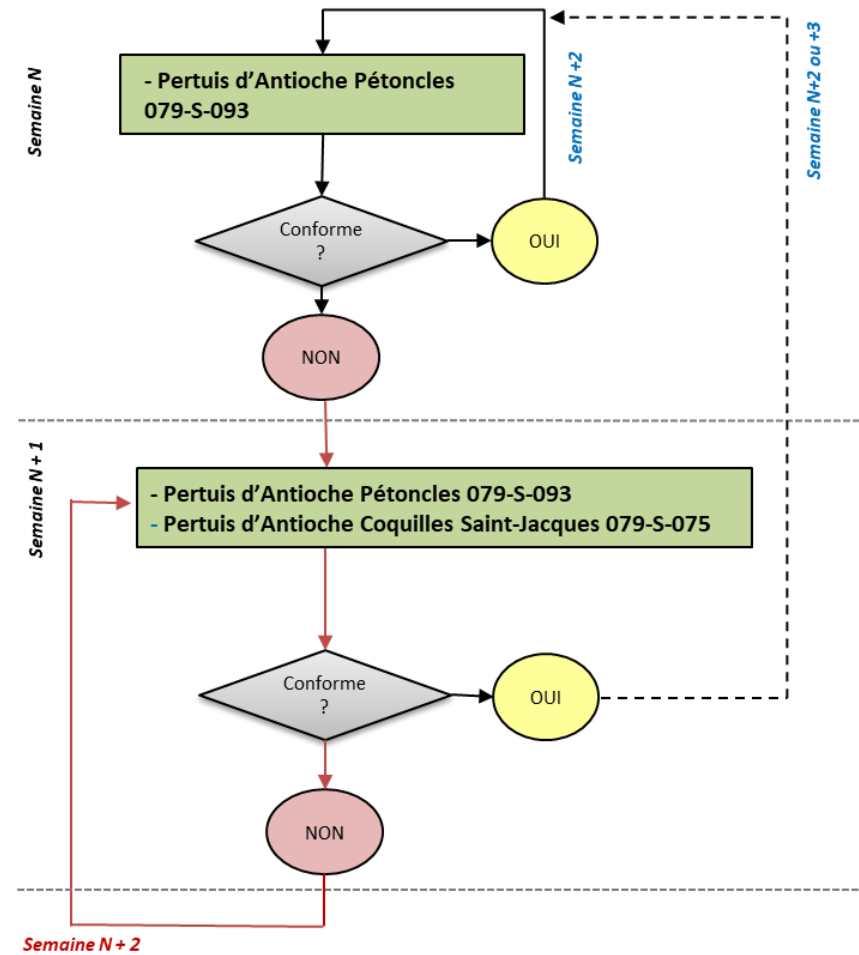 Semaine N
- Pertuis d’Antioche Pétoncles
079-S-093
Semaine N +2
Semaine N+2 ou +3
Conforme
?
OUI
NON
Semaine N + 1
- Pertuis d’Antioche Pétoncles 079-S-093
- Pertuis d’Antioche Coquilles Saint-Jacques 079-S-075
Conforme
?
OUI
NON
Semaine N + 2